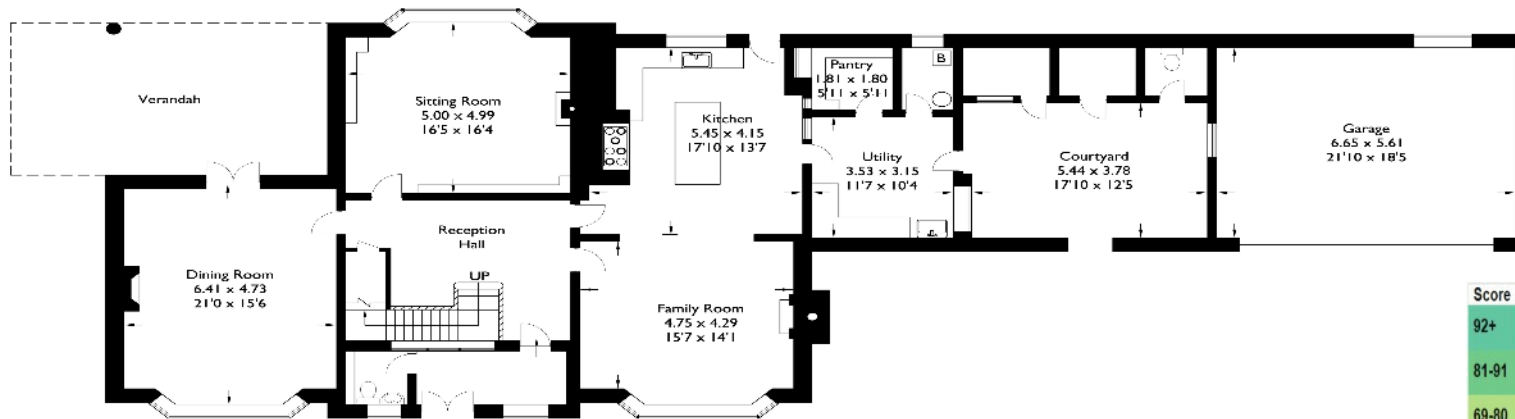 Verandah
Sitting Room
5.00 x 4.99
16'5 x 16'4
Kitchen
5.45 x 4.15
17'10 x 13'7
Pantry
1.81 x 1.80
5'11 x 5'11
B
Utility
3.53 x 3.15
11'7 x 10'4
Courtyard
5.44 x 3.78
17'10 x 12'5
Garage
6.65 x 5.61
21'10 x 18'5
Reception
Hall
UP
Dining Room
6.41 x 4.73
21'0 x 15'6
Family Room
4.75 x 4.29
15'7 x 14'1
Score
92+
81-91
69-80